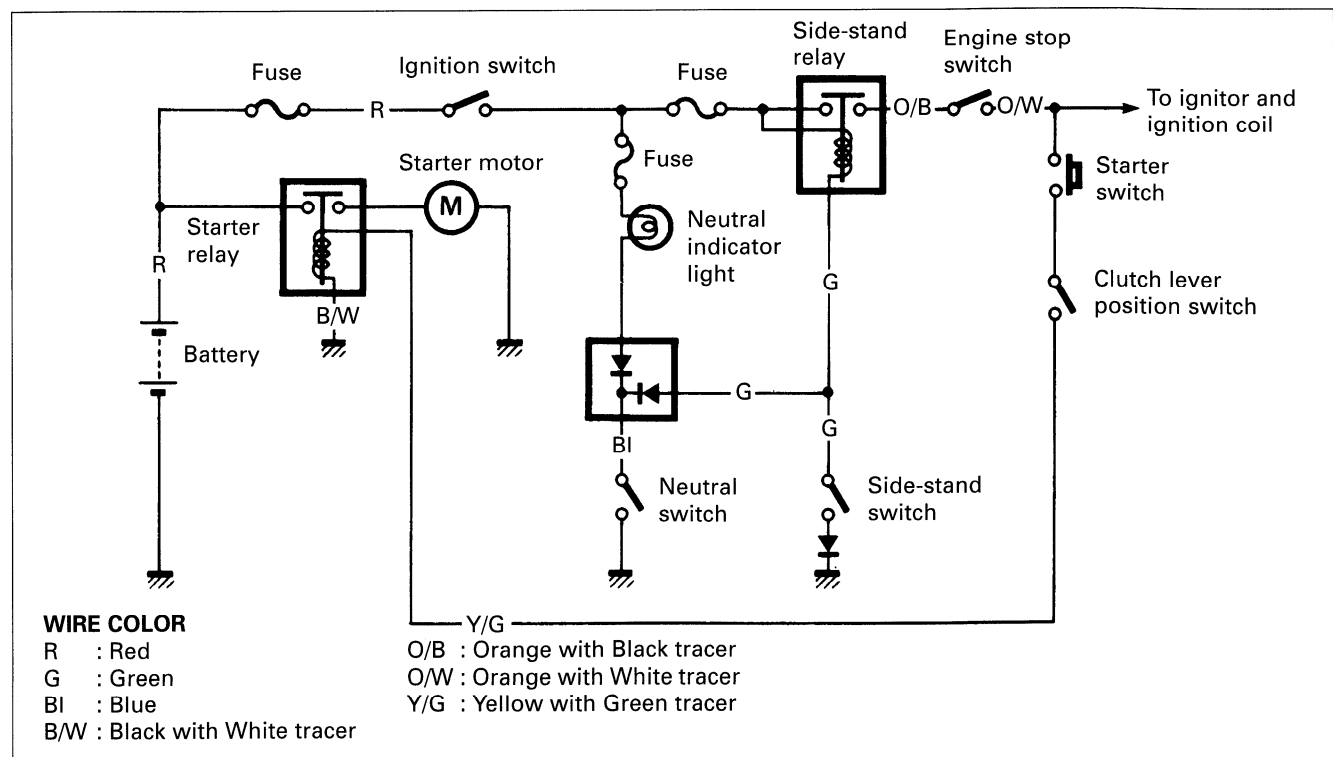 Side-stand
relay
Engine stop
switch
Fuse
Ignition switch
Fuse
R
O/B
O/W
To ignitor and
ignition coil
Fuse
Starter motor
Starter
switch
M
Starter
relay
Neutral
indicator
light
R
G
Clutch lever
position switch
B/W
Battery
G
G
Bl
Neutral
switch
Side-stand
switch
Y/G
WIRE COLOR
R : Red
G : Green
Bl : Blue
B/W : Black with White tracer
O/B : Orange with Black tracer
O/W : Orange with White tracer
Y/G : Yellow with Green tracer